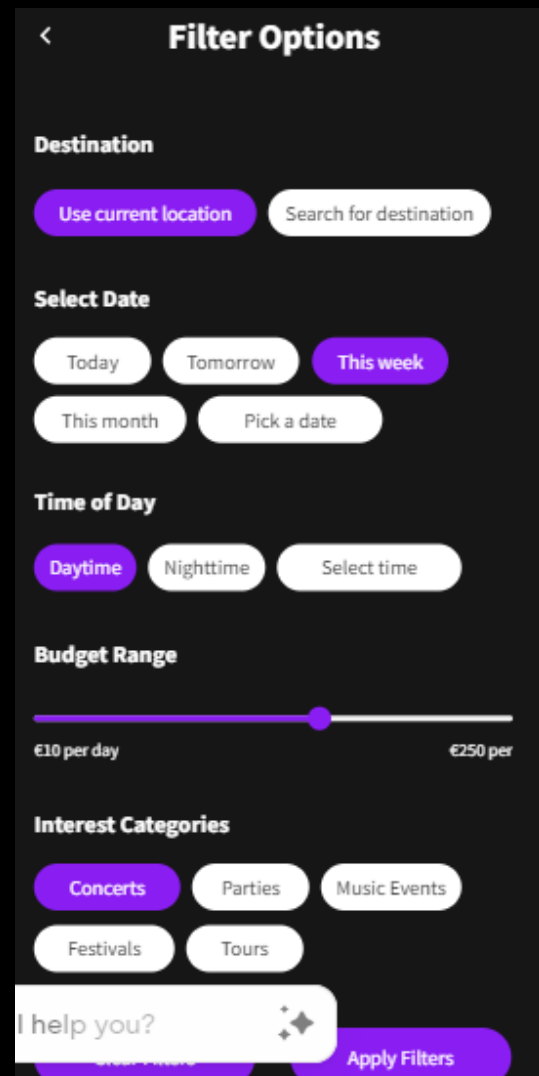 Filter Options
Destination
Use current location Search for destination
Select Date
Today Tomorrow This week
This month Pick a date
Time of Day
Daytime Nighttime Select time
Budget Range
€10 per day €250 per
Interest Categories
Concerts Parties Music Events
Festivals Tours
I help you?
Apply Filters